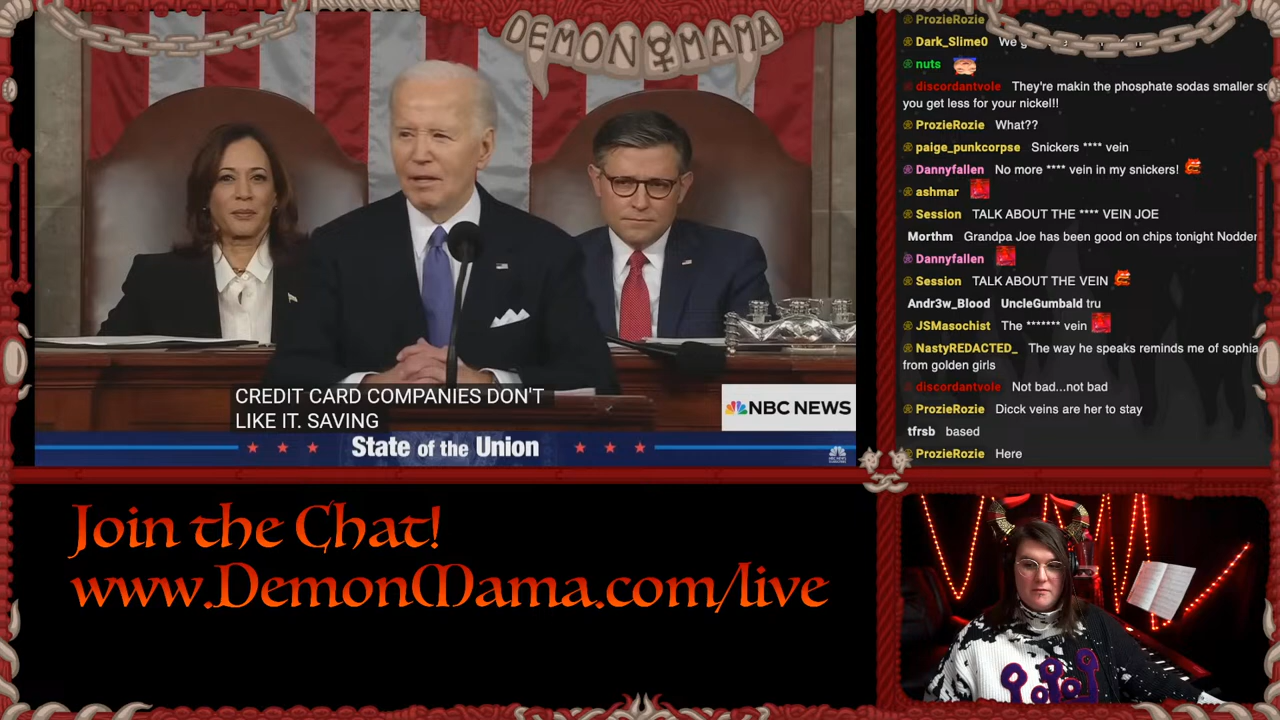 DEMON MAMA
CREDIT CARD COMPANIES DON'T
LIKE IT. SAVING
NBC NEWS
State of the Union
ProzieRozie
Dark_Slime0 We
nuts
discordantvole They're makin the phosphate sodas smaller so
you get less for your nickel!!
ProzieRozie What??
paige_punkcorpse Snickers **** vein
Dannyfallen No more **** vein in my snickers!
ashmar
Session TALK ABOUT THE **** VEIN JOE
Morthm Grandpa Joe has been good on chips tonight Nodder
Dannyfallen
Session TALK ABOUT THE VEIN
Andr3w_Blood UncleGumbald tru
JSMasochist The ******* vein
NastyREDACTED_ The way he speaks reminds me of sophia
from golden girls
discordantvole Not bad...not bad
ProzieRozie Dicck veins are her to stay
tfrsb based
ProzieRozie Here
Join the Chat!
www.DemonMama.com/live